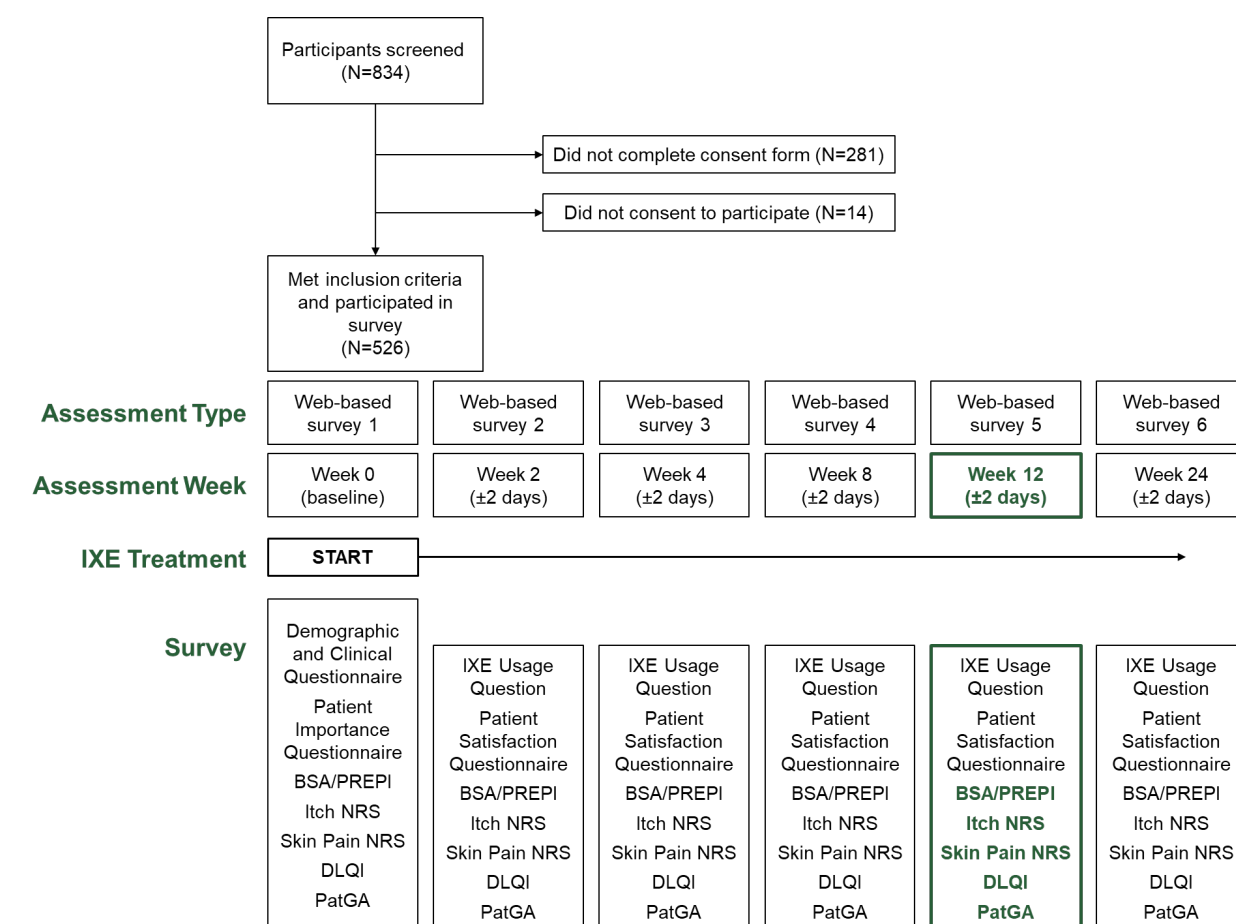 Participants screened
(N=834)
Did not complete consent form (N=281)
Did not consent to participate (N=14)
Met inclusion criteria
and participated in
survey
(N=526)
Assessment Type
Web-based
survey 1
Web-based
survey 2
Web-based
survey 3
Web-based
survey 4
Web-based
survey 5
Web-based
survey 6
Assessment Week
Week 0
(baseline)
Week 2
(±2 days)
Week 4
(±2 days)
Week 8
(±2 days)
Week 12
(±2 days)
Week 24
(±2 days)
IXE Treatment
START
Survey
Demographic
and Clinical
Questionnaire
Patient
Importance
Questionnaire
BSA/PREPI
Itch NRS
Skin Pain NRS
DLQI
PatGA
IXE Usage
Question
Patient
Satisfaction
Questionnaire
BSA/PREPI
Itch NRS
Skin Pain NRS
DLQI
PatGA
IXE Usage
Question
Patient
Satisfaction
Questionnaire
BSA/PREPI
Itch NRS
Skin Pain NRS
DLQI
PatGA
IXE Usage
Question
Patient
Satisfaction
Questionnaire
BSA/PREPI
Itch NRS
Skin Pain NRS
DLQI
PatGA
IXE Usage
Question
Patient
Satisfaction
Questionnaire
BSA/PREPI
Itch NRS
Skin Pain NRS
DLQI
PatGA
IXE Usage
Question
Patient
Satisfaction
Questionnaire
BSA/PREPI
Itch NRS
Skin Pain NRS
DLQI
PatGA